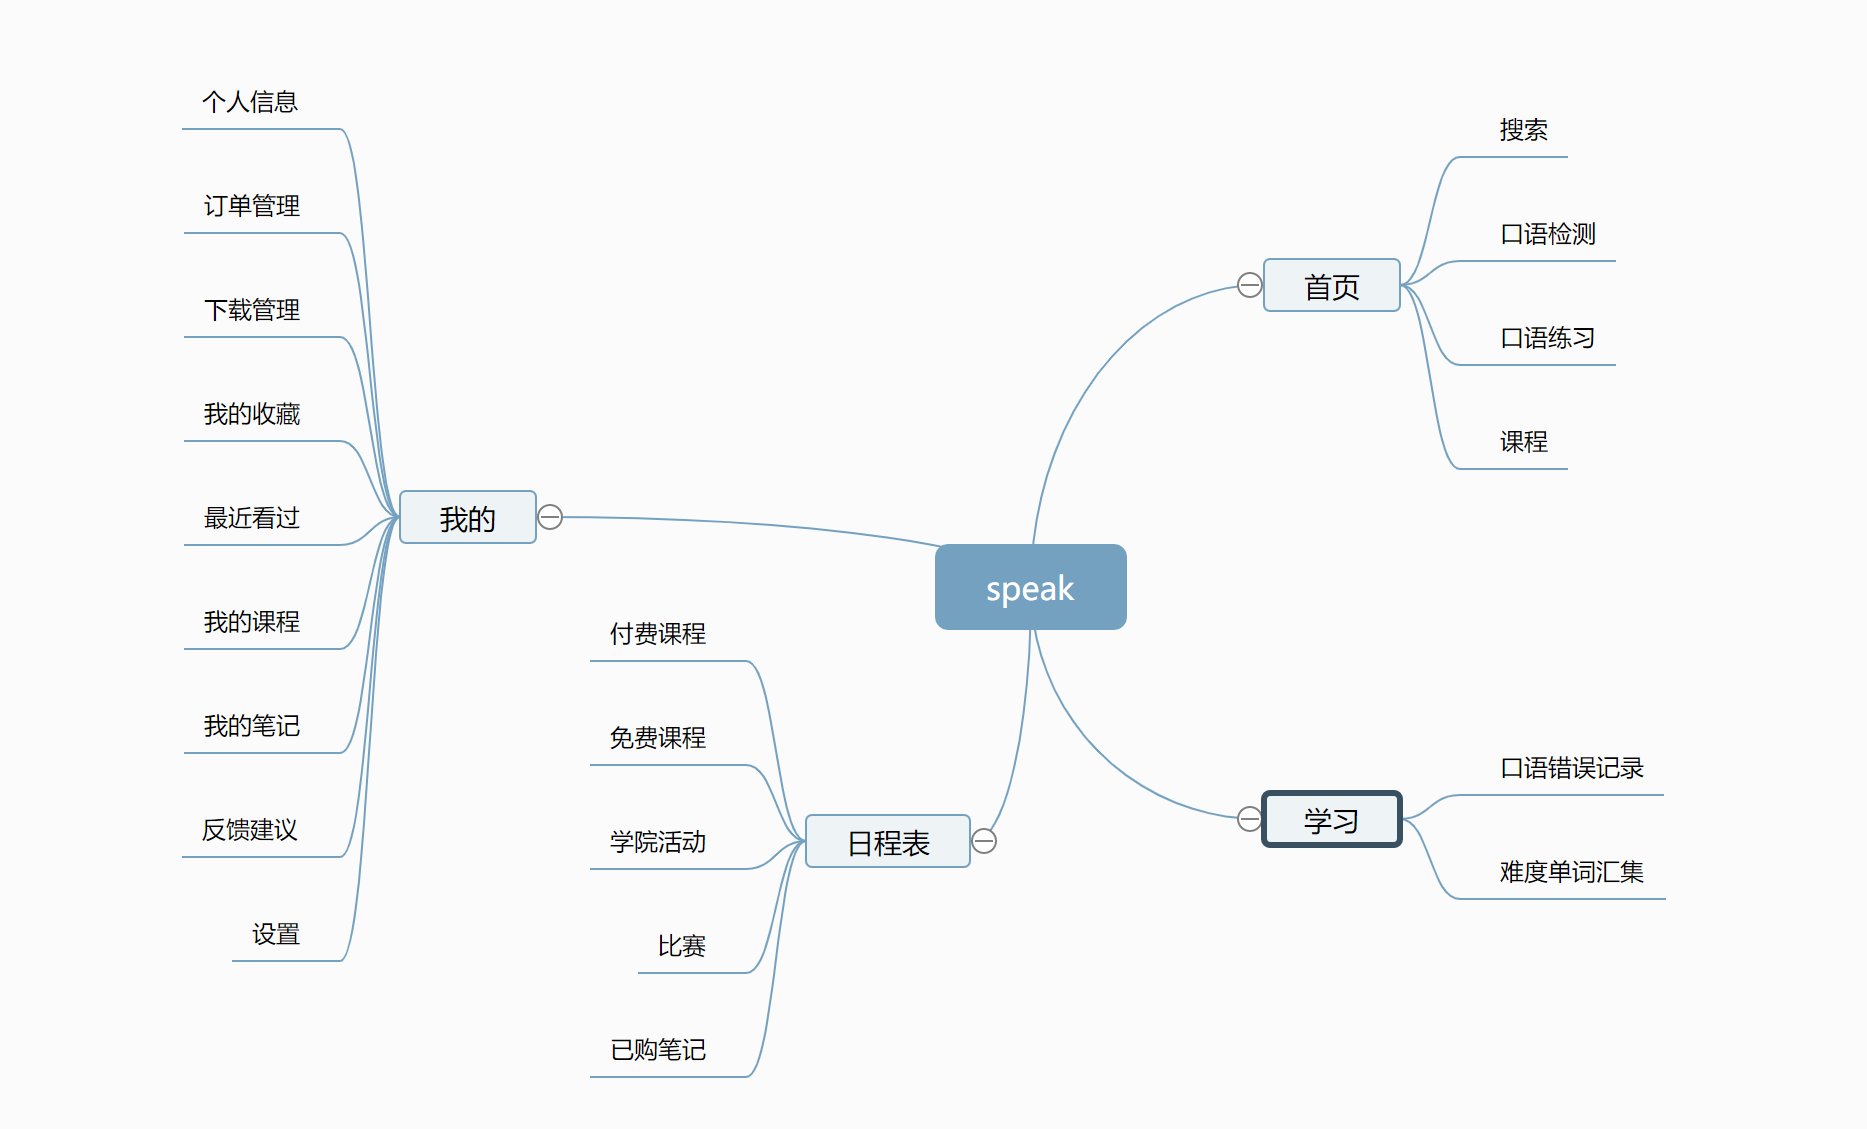 speak
首页
搜索
口语检测
口语练习
课程
学习
口语错误记录
难度单词汇集
日程表
付费课程
免费课程
学院活动
比赛
已购笔记
我的
个人信息
订单管理
下载管理
我的收藏
最近看过
我的课程
我的笔记
反馈建议
设置